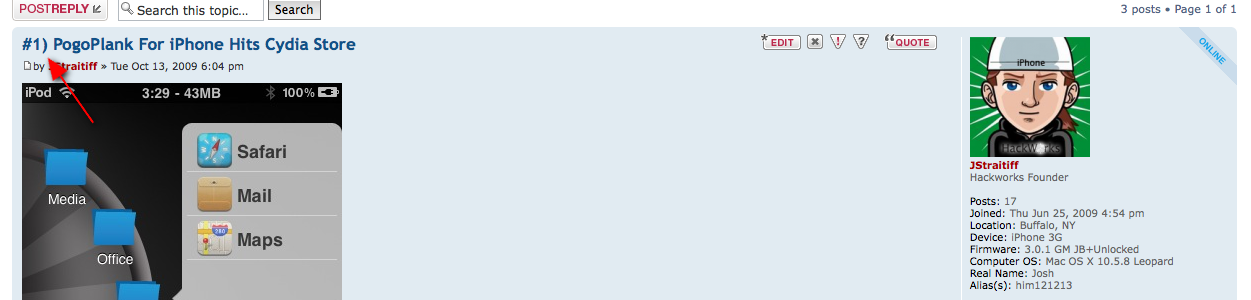 POSTREPLY
Search this topic...
Search
3 posts • Page 1 of 1
#1) PogoPlank For iPhone Hits Cydia Store
EDIT
QUOTE
ONLINE
by JStraitiff » Tue Oct 13, 2009 6:04 pm
iPod 3:29 - 43MB 100%
Safari
Mail
280
Maps
Media
Office
iPhone
HackWorks
JStraitiff
Hackworks Founder
Posts: 17
Joined: Thu Jun 25, 2009 4:54 pm
Location: Buffalo, NY
Device: iPhone 3G
Firmware: 3.0.1 GM JB+Unlocked
Computer OS: Mac OS X 10.5.8 Leopard
Real Name: Josh
Alias(s): him121213